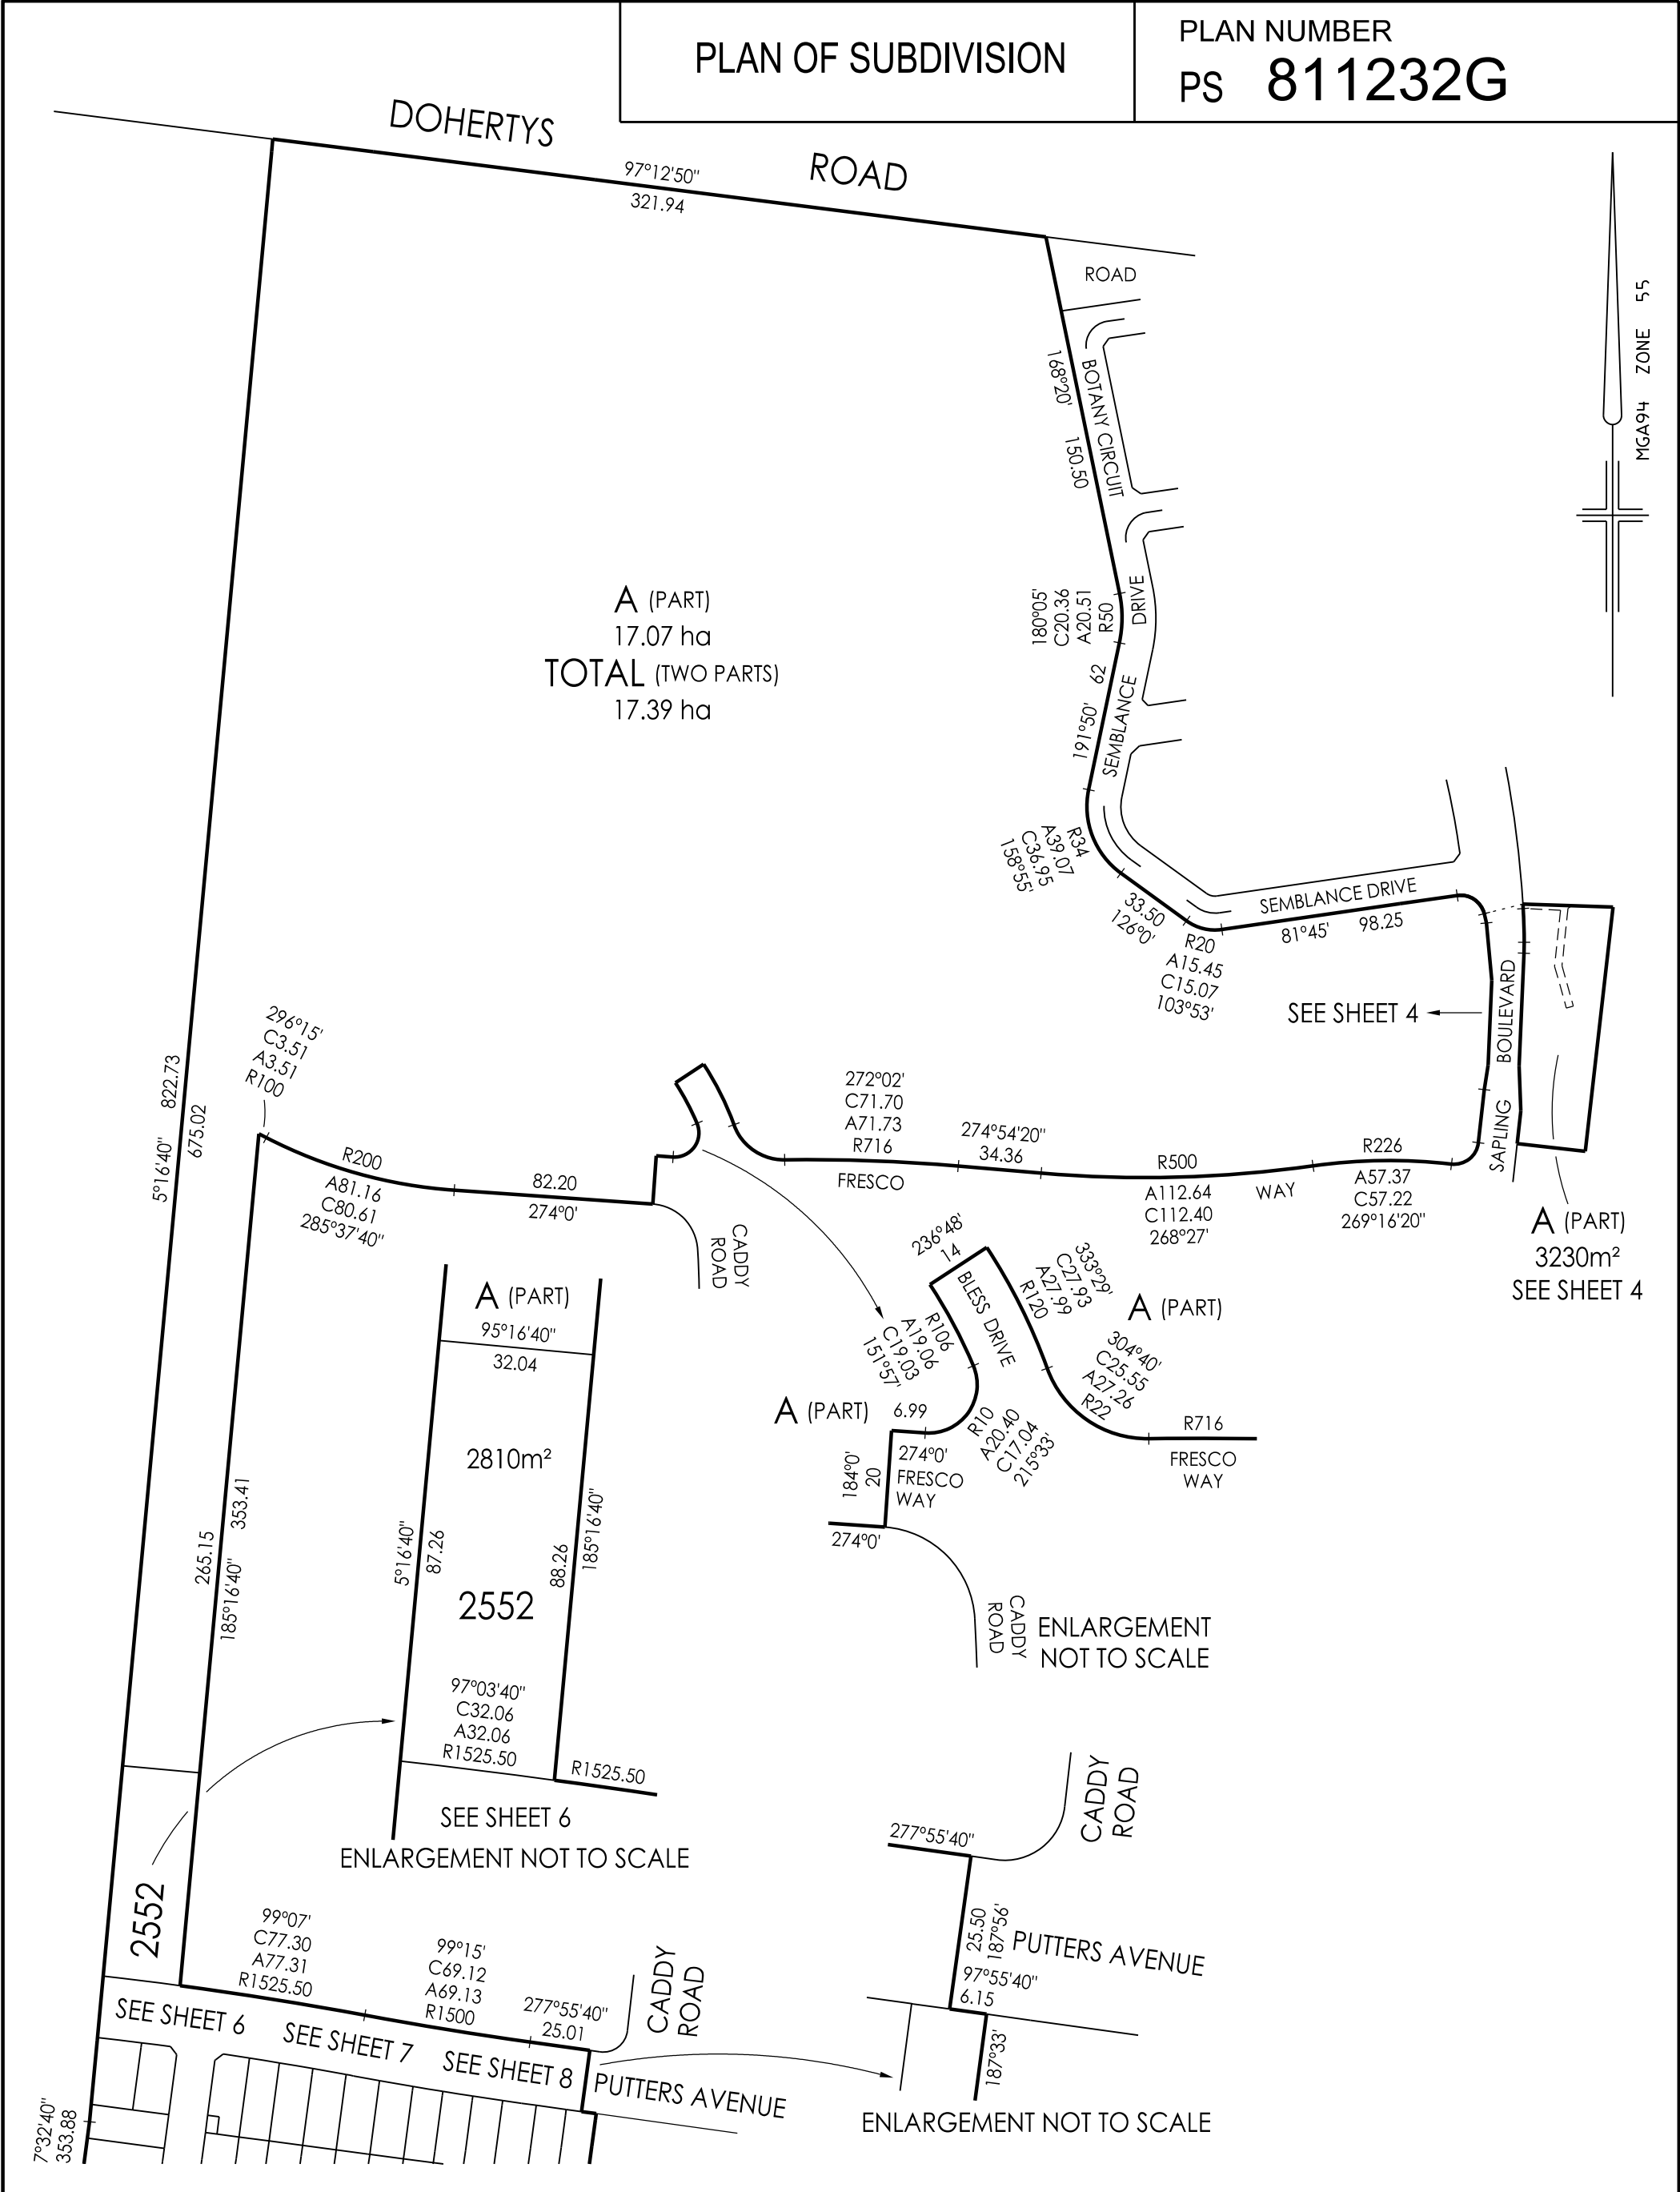 PLAN OF SUBDIVISION
PLAN NUMBER
PS 811232G
DOHERTYS ROAD
97°12'50"
321.94
ROAD
MGA94 ZONE 55
BOTANY CIRCUIT
168°20' 150.50
A (PART)
17.07 ha
TOTAL (TWO PARTS)
17.39 ha
180°05'
C20.36
A20.51
R50
DRIVE
SEMBLANCE
62
191°50'
R34
A39.07
C36.95
158°55'
33.50
126°0'
R20
A15.45
C15.07
103°53'
SEMBLANCE DRIVE
81°45' 98.25
SEE SHEET 4
SAPLING BOULEVARD
296°15'
C3.51
A3.51
R100
5°16'40" 822.73
675.02
R200
A81.16
C80.61
285°37'40"
82.20
274°0'
272°02'
C71.70
A71.73
R716
FRESCO
274°54'20"
34.36
R500
A112.64
C112.40
268°27'
WAY
R226
A57.37
C57.22
269°16'20"
A (PART)
3230m²
SEE SHEET 4
CADDY
ROAD
236°48'
14
BLESS DRIVE
333°29'
C27.93
A27.99
R120
A (PART)
R106
A19.06
C19.03
151°57'
304°40'
C25.55
A27.26
R22
A (PART)
6.99
274°0'
R10
A20.40
C17.04
215°33'
R716
FRESCO
WAY
184°0'
20
FRESCO
WAY
274°0'
CADDY
ROAD
ENLARGEMENT
NOT TO SCALE
A (PART)
95°16'40"
32.04
2810m²
5°16'40"
87.26
88.26
185°16'40"
2552
97°03'40"
C32.06
A32.06
R1525.50
R1525.50
SEE SHEET 6
ENLARGEMENT NOT TO SCALE
265.15
185°16'40" 353.41
2552
99°07'
C77.30
A77.31
R1525.50
99°15'
C69.12
A69.13
R1500
277°55'40"
25.01
CADDY
ROAD
SEE SHEET 6
SEE SHEET 7
SEE SHEET 8
PUTTERS AVENUE
7°32'40"
353.88
277°55'40"
CADDY
ROAD
25.50
187°56'
PUTTERS AVENUE
97°55'40"
6.15
187°33'
ENLARGEMENT NOT TO SCALE